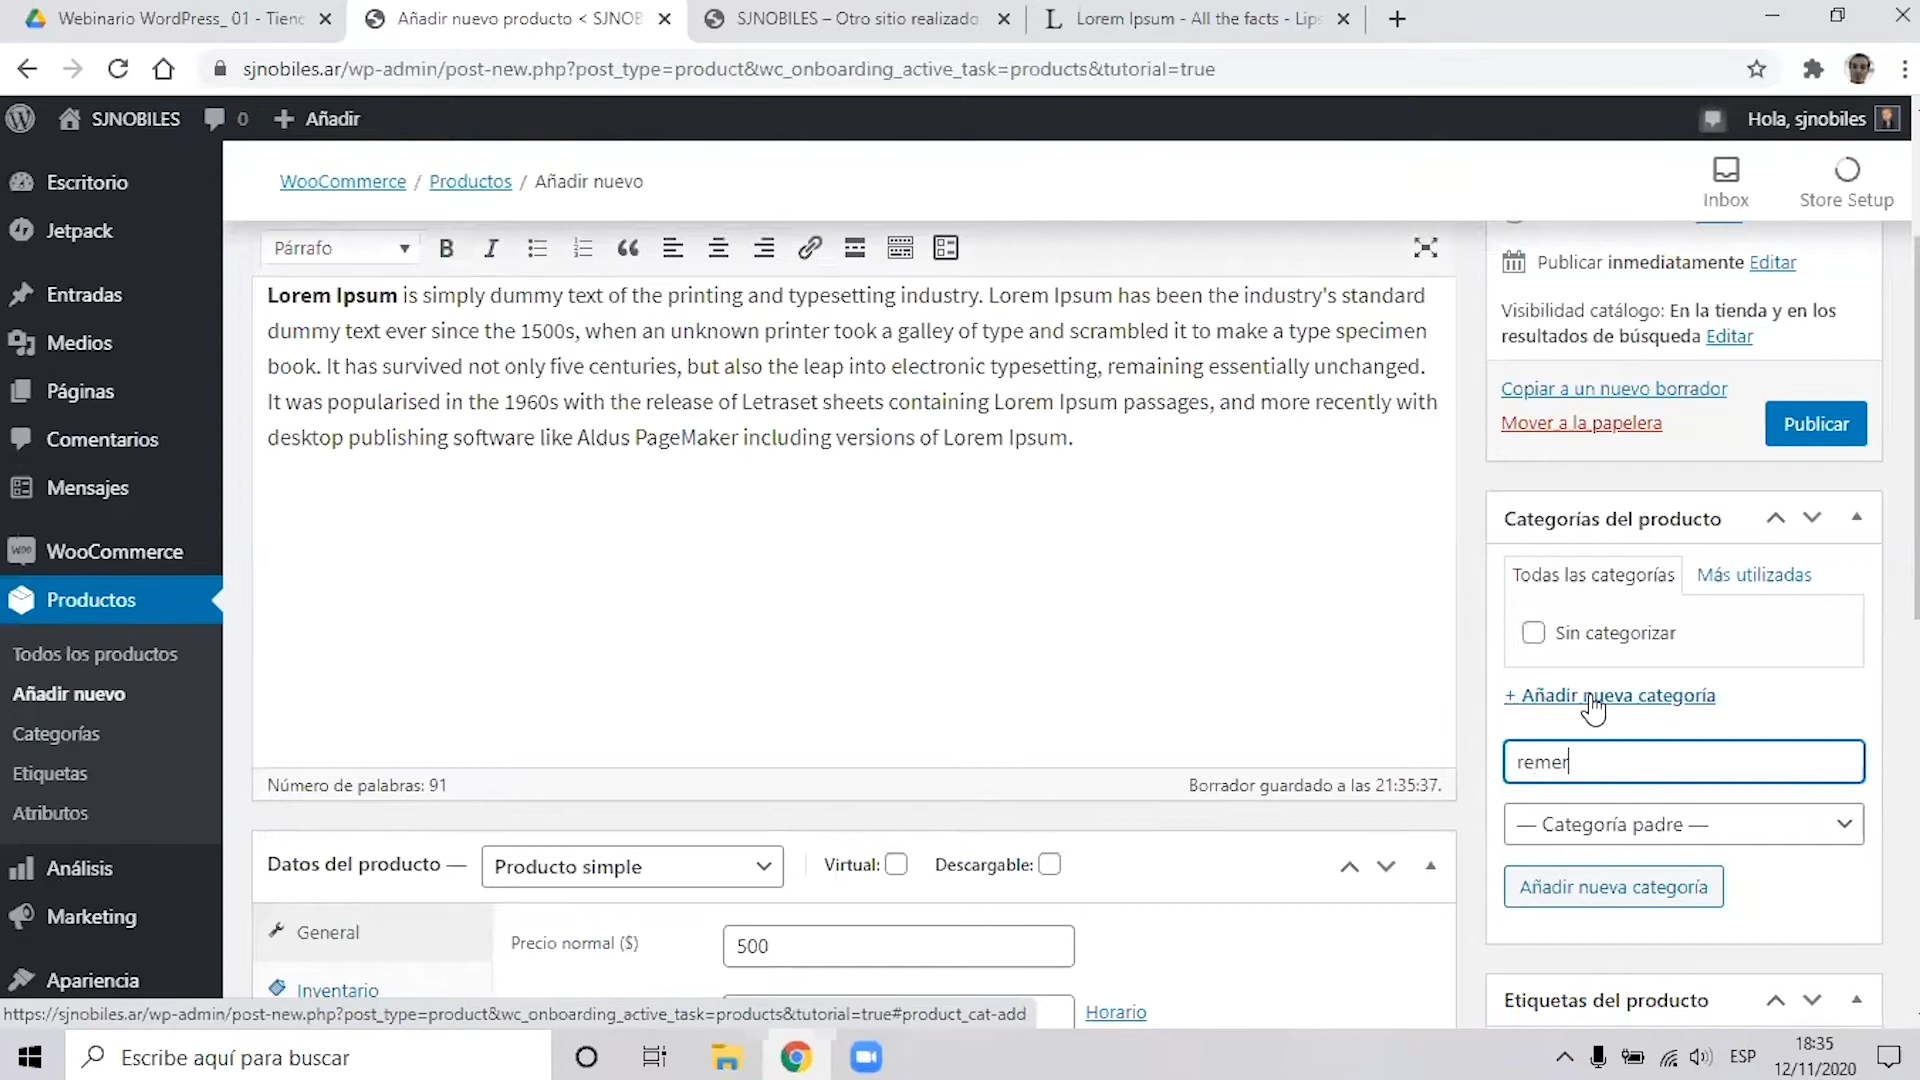 Webinario WordPress_ 01 - Tienc
Añadir nuevo producto < SJNOB
SJNOBILES – Otro sitio realizado
Lorem Ipsum - All the facts - Lips
sjnobiles.ar/wp-admin/post-new.php?post_type=product&wc_onboarding_active_task=products&tutorial=true
SJNOBILES
0
+ Añadir
Hola, sjnobiles
WooCommerce / Productos / Añadir nuevo
Inbox
Store Setup
Escritorio
Jetpack
Entradas
Medios
Páginas
Comentarios
Mensajes
WooCommerce
Productos
Todos los productos
Añadir nuevo
Categorías
Etiquetas
Atributos
Análisis
Marketing
Apariencia
Párrafo
Lorem Ipsum is simply dummy text of the printing and typesetting industry. Lorem Ipsum has been the industry's standard
dummy text ever since the 1500s, when an unknown printer took a galley of type and scrambled it to make a type specimen
book. It has survived not only five centuries, but also the leap into electronic typesetting, remaining essentially unchanged.
It was popularised in the 1960s with the release of Letraset sheets containing Lorem Ipsum passages, and more recently with
desktop publishing software like Aldus PageMaker including versions of Lorem Ipsum.
Número de palabras: 91
Borrador guardado a las 21:35:37.
Datos del producto —
Producto simple
Virtual:
Descargable:
General
Inventario
Precio normal ($)
500
Horario
Publicar inmediatamente Editar
Visibilidad catálogo: En la tienda y en los
resultados de búsqueda Editar
Copiar a un nuevo borrador
Mover a la papelera
Publicar
Categorías del producto
Todas las categorías
Más utilizadas
Sin categorizar
+ Añadir nueva categoría
remer
— Categoría padre —
Añadir nueva categoría
Etiquetas del producto
https://sjnobiles.ar/wp-admin/post-new.php?post_type=product&wc_onboarding_active_task=products&tutorial=true#product_cat-add
Escribe aquí para buscar
ESP
18:35
12/11/2020